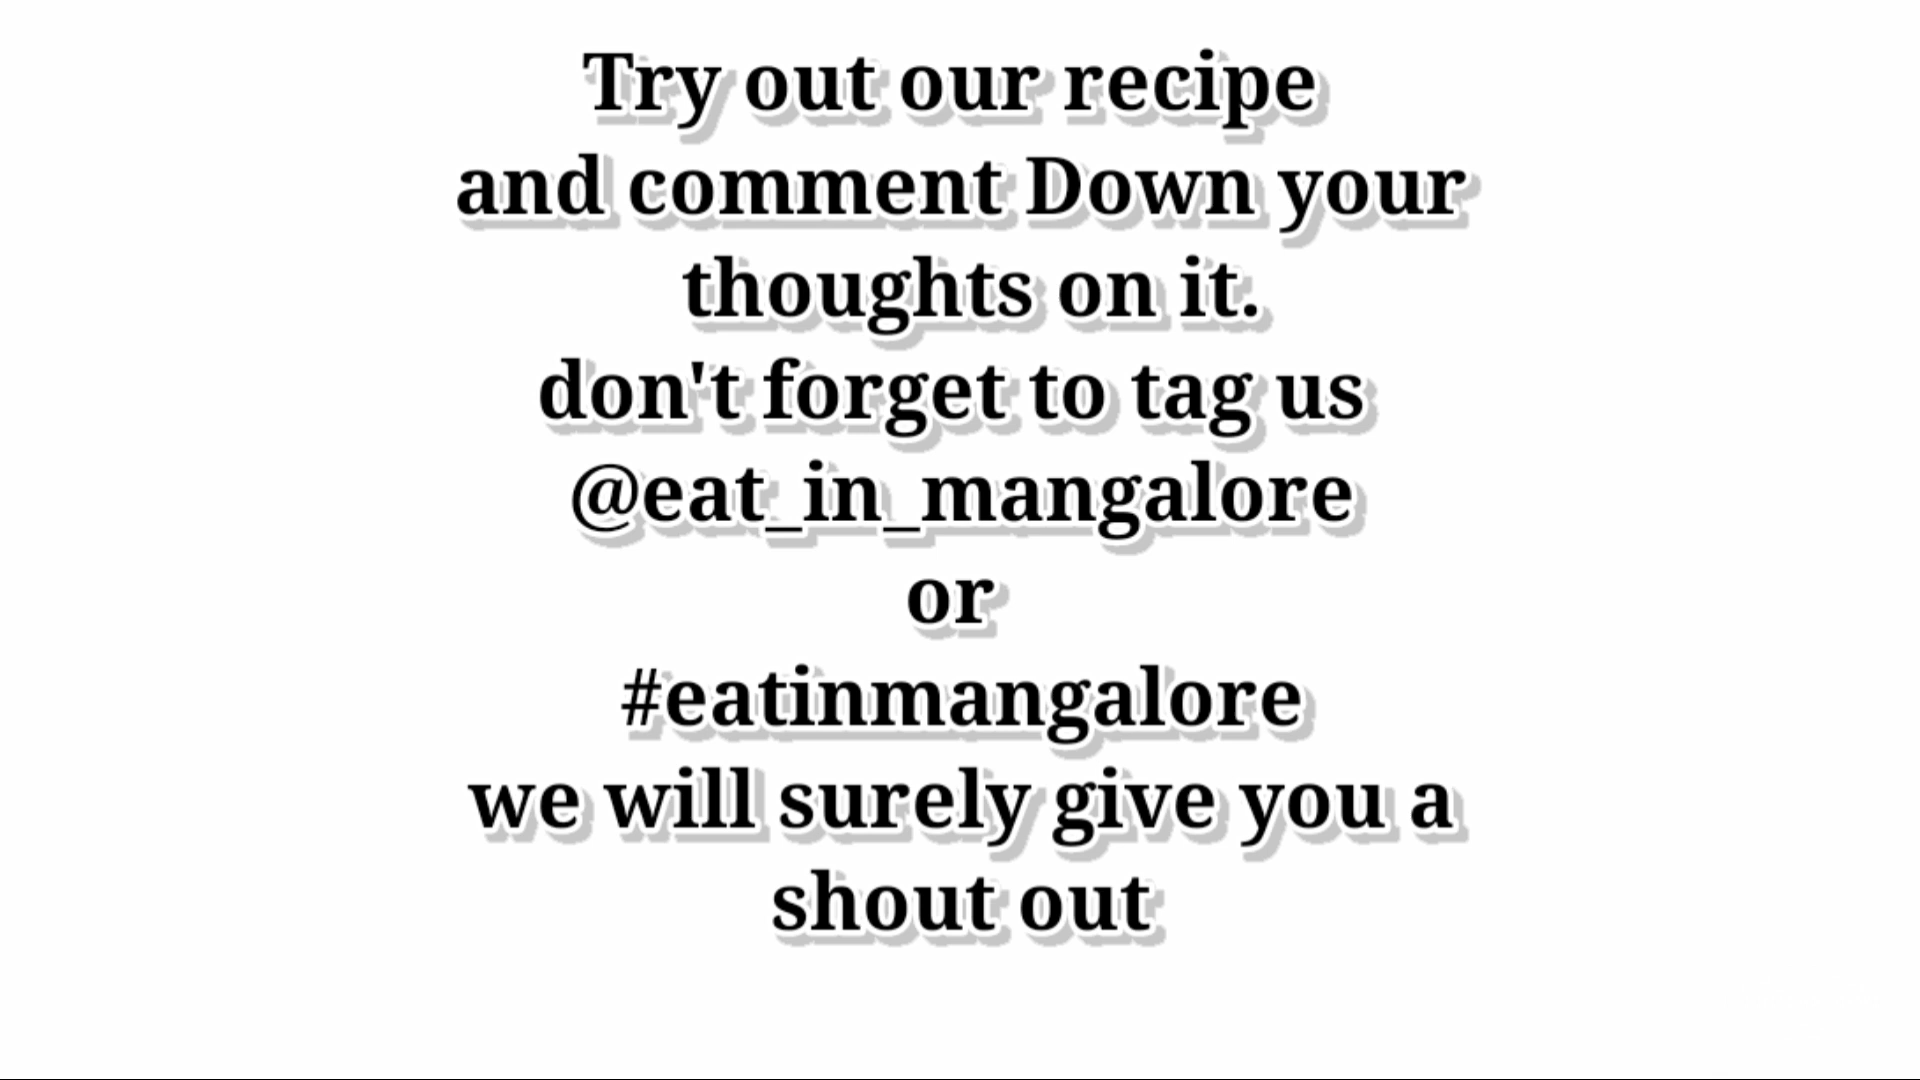 Try out our recipe
and comment Down your
thoughts on it.
don't forget to tag us
@eat_in_mangalore
or
#eatinmangalore
we will surely give you a
shout out